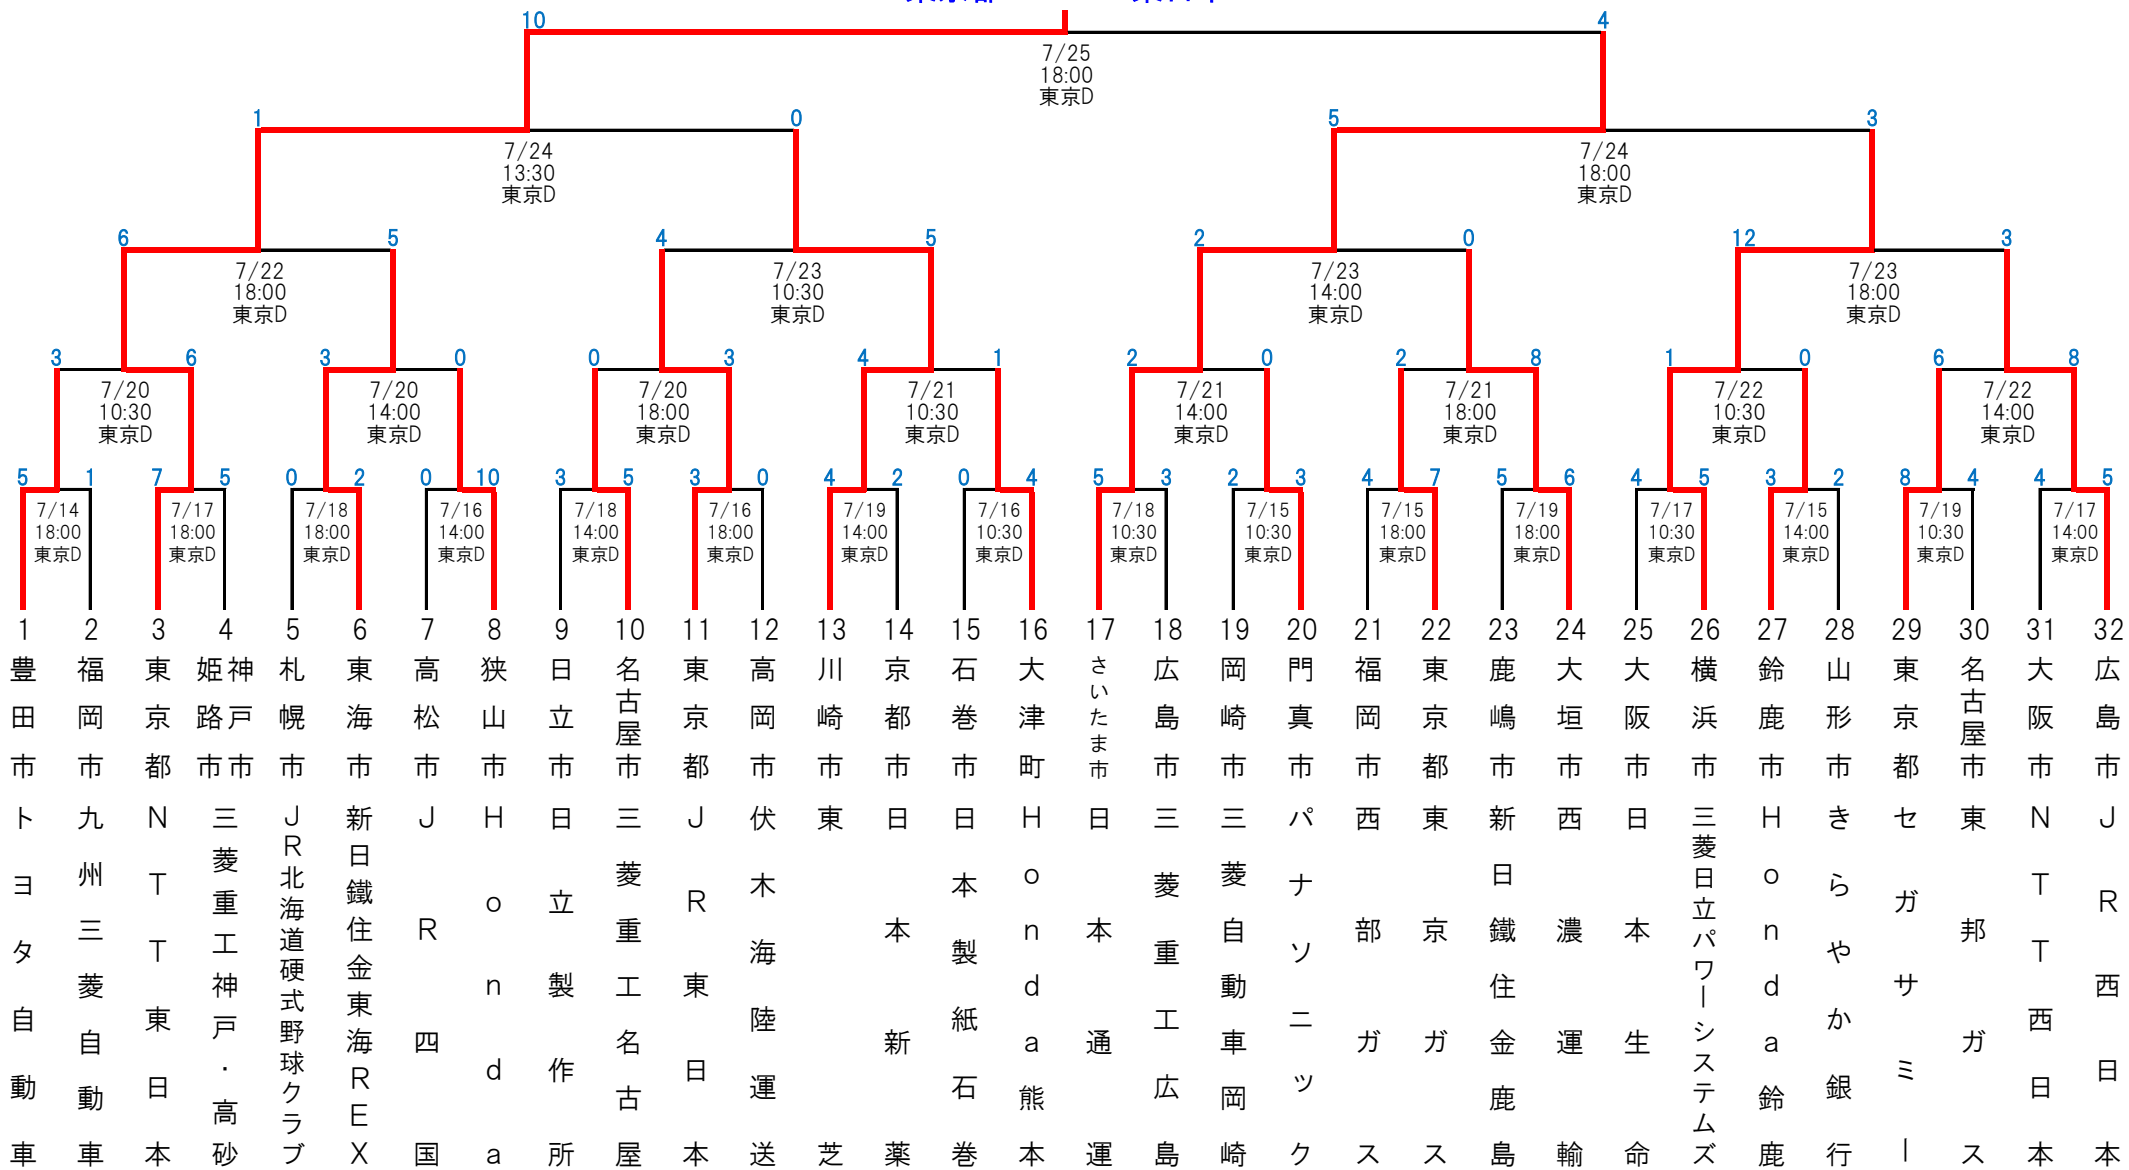 10 4
7/25
18:00
東京D
1 0 5 3
7/24 7/24
13:30 18:00
東京D 東京D
6 5 4 5 2 0 12 3
7/22 7/23 7/23 7/23
18:00 10:30 14:00 18:00
東京D 東京D 東京D 東京D
3 6 3 0 0 3 4 1 2 0 2 8 1 0 6 8
7/20 7/20 7/20 7/21 7/21 7/21 7/22 7/22
10:30 14:00 18:00 10:30 14:00 18:00 10:30 14:00
東京D 東京D 東京D 東京D 東京D 東京D 東京D 東京D
5 1 7 5 0 2 0 10 3 5 3 0 4 2 0 4 5 3 2 3 4 7 5 6 4 5 3 2 8 4 4 5
7/14 7/17 7/18 7/16 7/18 7/16 7/19 7/16 7/18 7/15 7/15 7/19 7/17 7/15 7/19 7/17
18:00 18:00 18:00 14:00 14:00 18:00 14:00 10:30 10:30 10:30 18:00 18:00 10:30 14:00 10:30 14:00
東京D 東京D 東京D 東京D 東京D 東京D 東京D 東京D 東京D 東京D 東京D 東京D 東京D 東京D 東京D 東京D
1 2 3 4 5 6 7 8 9 10 11 12 13 14 15 16 17 18 19 20 21 22 23 24 25 26 27 28 29 30 31 32
豊田市
福岡市
東京都
神戸市
姫路市
札幌市
東海市
高松市
狭山市
日立市
名古屋市
東京都
高岡市
川崎市
京都市
石巻市
大津町
さいたま市
広島市
岡崎市
門真市
福岡市
東京都
鹿嶋市
大垣市
大阪市
横浜市
鈴鹿市
山形市
東京都
名古屋市
大阪市
広島市
トヨタ自動車
九州三菱自動車
NTT東日本
三菱重工神戸・高砂
JR北海道硬式野球クラブ
新日鐵住金東海REX
JR四国
Honda
日立製作所
三菱重工名古屋
JR東日本
伏木海陸運送
東芝
日本新薬
日本製紙石巻
Honda熊本
日本通運
三菱重工広島
三菱自動車岡崎
パナソニック
西部ガス
東京ガス
新日鐵住金鹿島
西濃運輸
日本生命
三菱日立パワーシステムズ
Honda鈴鹿
きらやか銀行
セガサミー
東邦ガス
NTT西日本
JR西日本